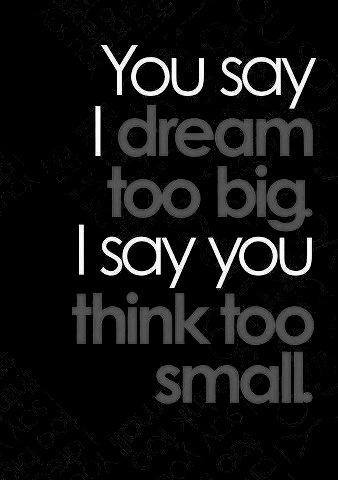 You say
I dream
too big.
I say you
think too
small.